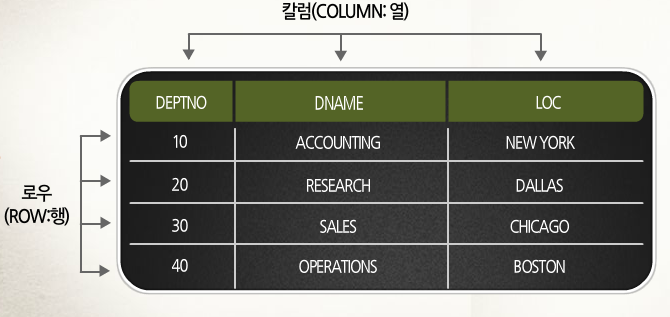 칼럼(COLUMN: 열)
DEPTNO DNAME LOC
10 ACCOUNTING NEW YORK
20 RESEARCH DALLAS
로우
(ROW:행)
30 SALES CHICAGO
40 OPERATIONS BOSTON